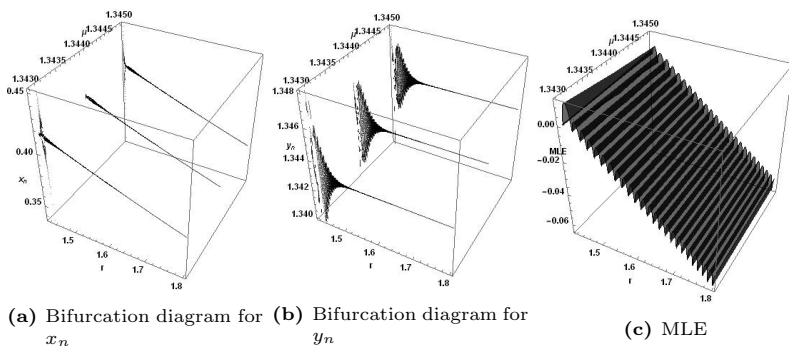 1.3450
1.3445
μ
1.3440
1.3435
1.3430
0.45
0.40
x_n
0.35
1.5
1.6
r
1.7
1.8
1.3450
1.3445
μ
1.3440
1.3435
1.3430
1.348
1.346
y_n
1.344
1.342
1.340
1.5
1.6
r
1.7
1.8
1.3450
1.3445
μ
1.3440
1.3435
1.3430
0.00
MLE
-0.02
-0.04
-0.06
1.5
1.6
r
1.7
1.8
(a) Bifurcation diagram for
x_n
(b) Bifurcation diagram for
y_n
(c) MLE